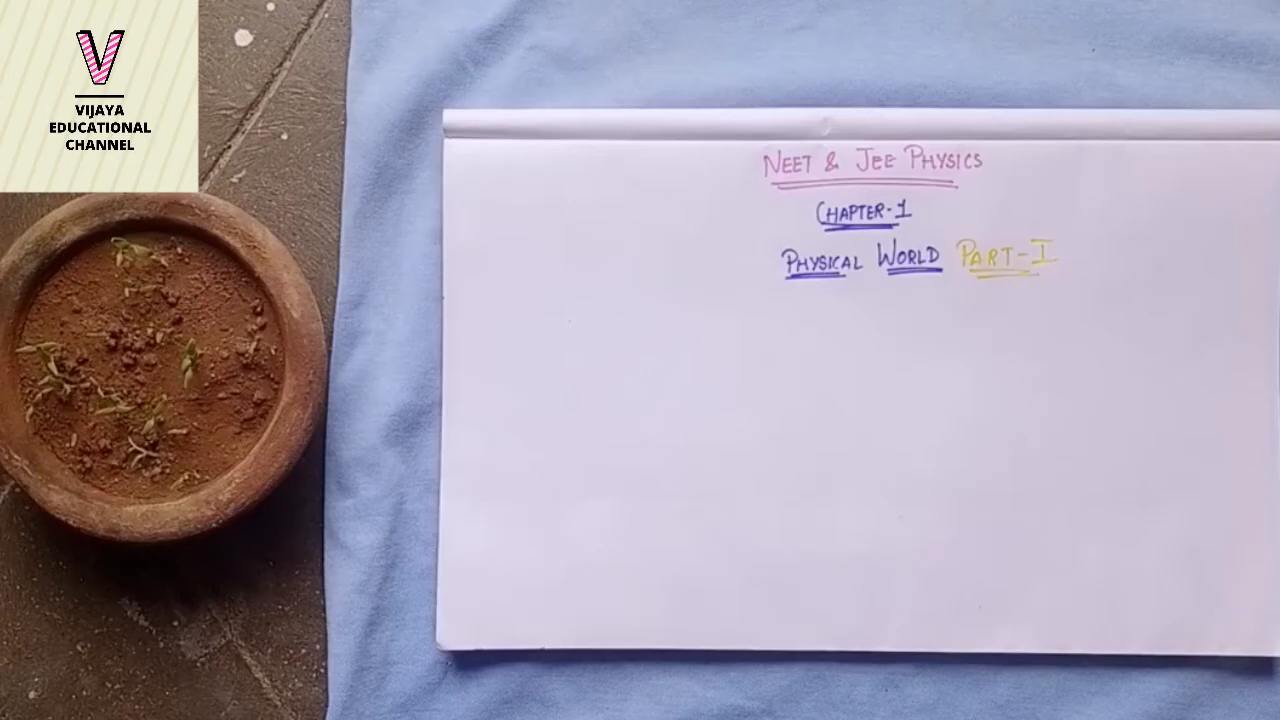 V
VIJAYA
EDUCATIONAL
CHANNEL
NEET & JEE PHYSICS
CHAPTER-1
PHYSICAL WORLD PART-I